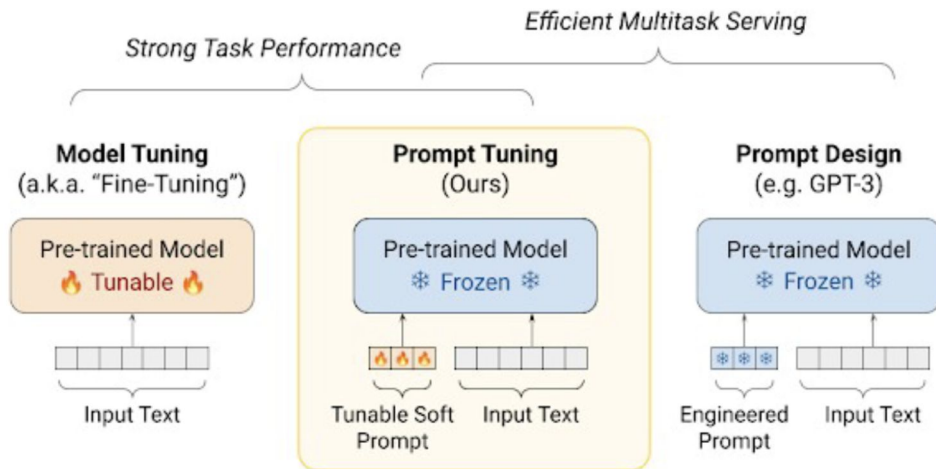 Efficient Multitask Serving
Strong Task Performance
Model Tuning
(a.k.a. “Fine-Tuning”)
Pre-trained Model
🔥 Tunable 🔥
Input Text
Prompt Tuning
(Ours)
Pre-trained Model
❄ Frozen ❄
Tunable Soft
Prompt
Input Text
Prompt Design
(e.g. GPT-3)
Pre-trained Model
❄ Frozen ❄
Engineered
Prompt
Input Text